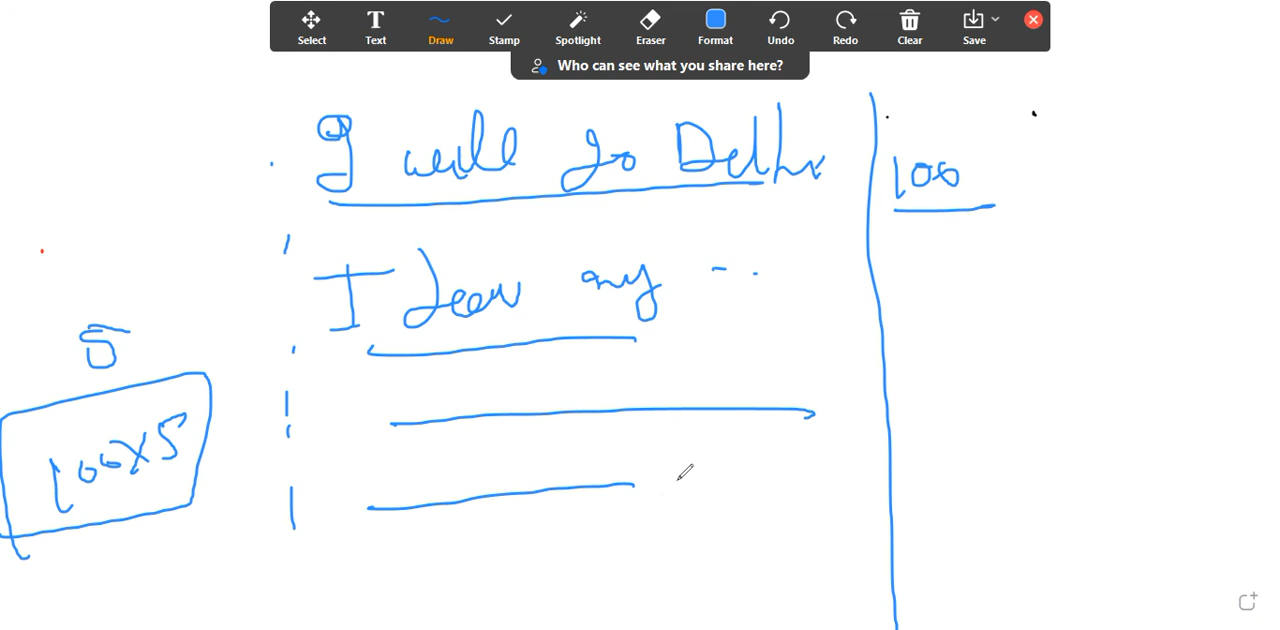 Select Text Draw Stamp Spotlight Eraser Format Undo Redo Clear Save
Who can see what you share here?
I will go Delhi
100
I my --
5
100x5